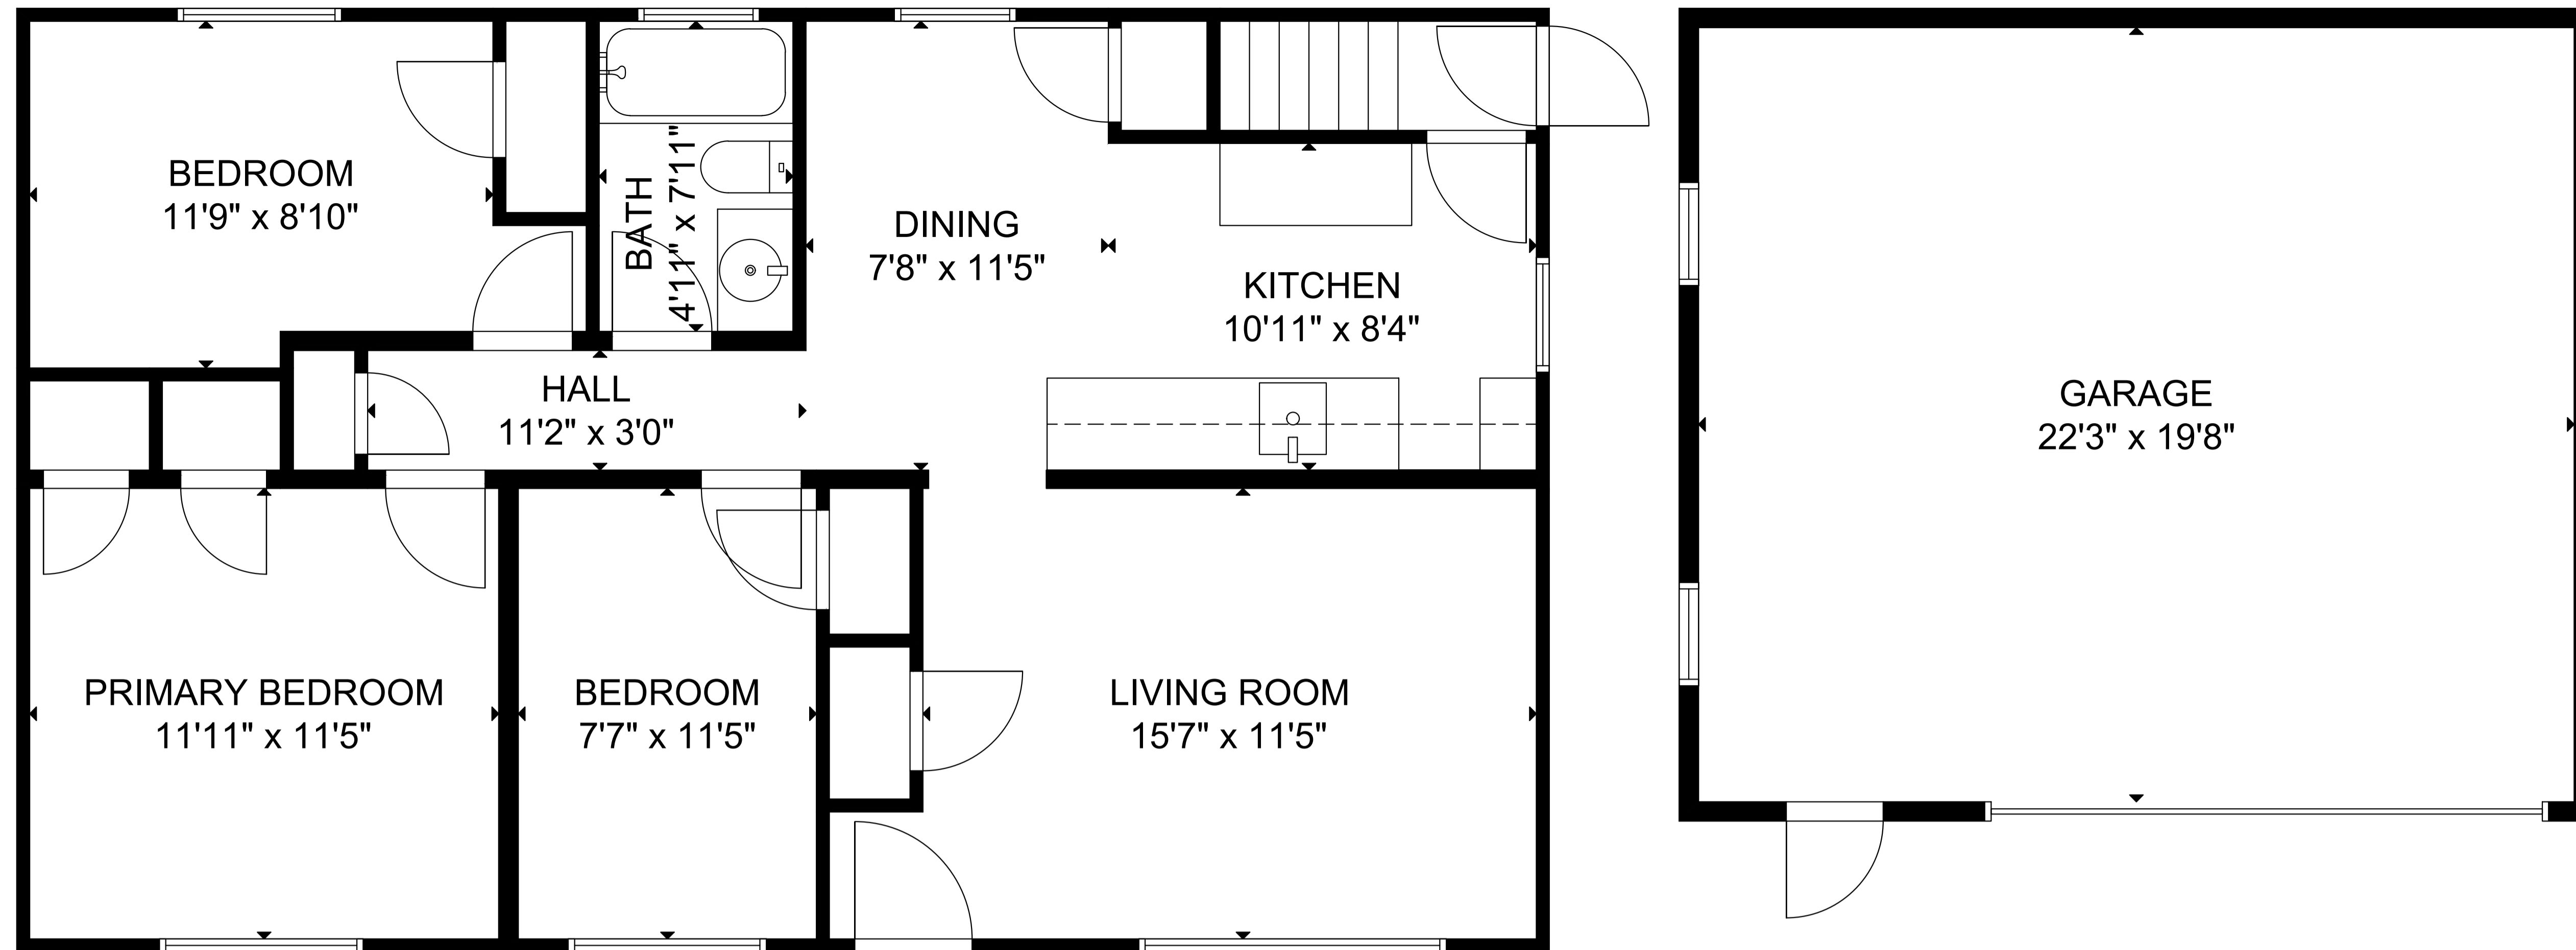 BEDROOM
11'9" x 8'10"
BATH
4'11" x 7'11"
DINING
7'8" x 11'5"
KITCHEN
10'11" x 8'4"
HALL
11'2" x 3'0"
GARAGE
22'3" x 19'8"
PRIMARY BEDROOM
11'11" x 11'5"
BEDROOM
7'7" x 11'5"
LIVING ROOM
15'7" x 11'5"